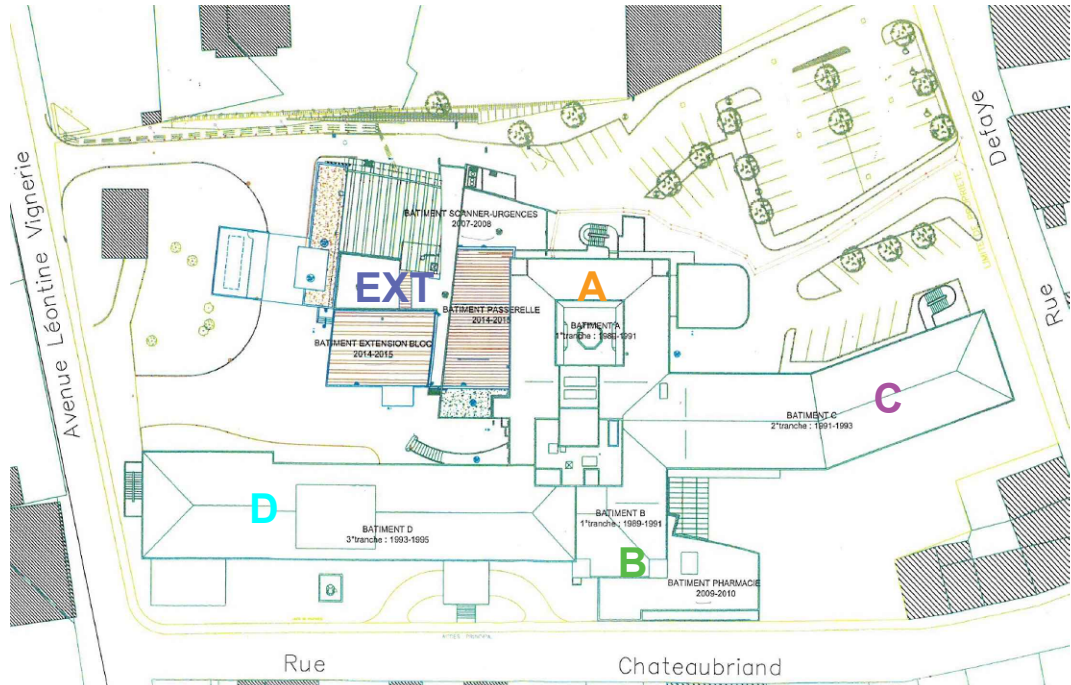 Defaye
BATIMENT SCANNER-URGENCES
2007-2008
Avenue Léontine Vignerie
EXT
A
BATIMENT PASSERELLE
2014-2015
BATIMENT A
1°tranche : 1989-1991
Rue
BATIMENT EXTENSION BLOC
2014-2015
C
BATIMENT C
2°tranche : 1991-1993
D
BATIMENT D
3°tranche : 1993-1995
BATIMENT B
1°tranche : 1989-1991
B
BATIMENT PHARMACIE
2009-2010
Rue
Chateaubriand